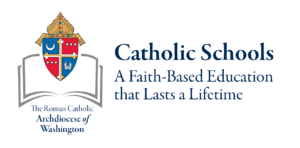 Catholic Schools
A Faith-Based Education
that Lasts a Lifetime
The Roman Catholic
Archdiocese of
Washington